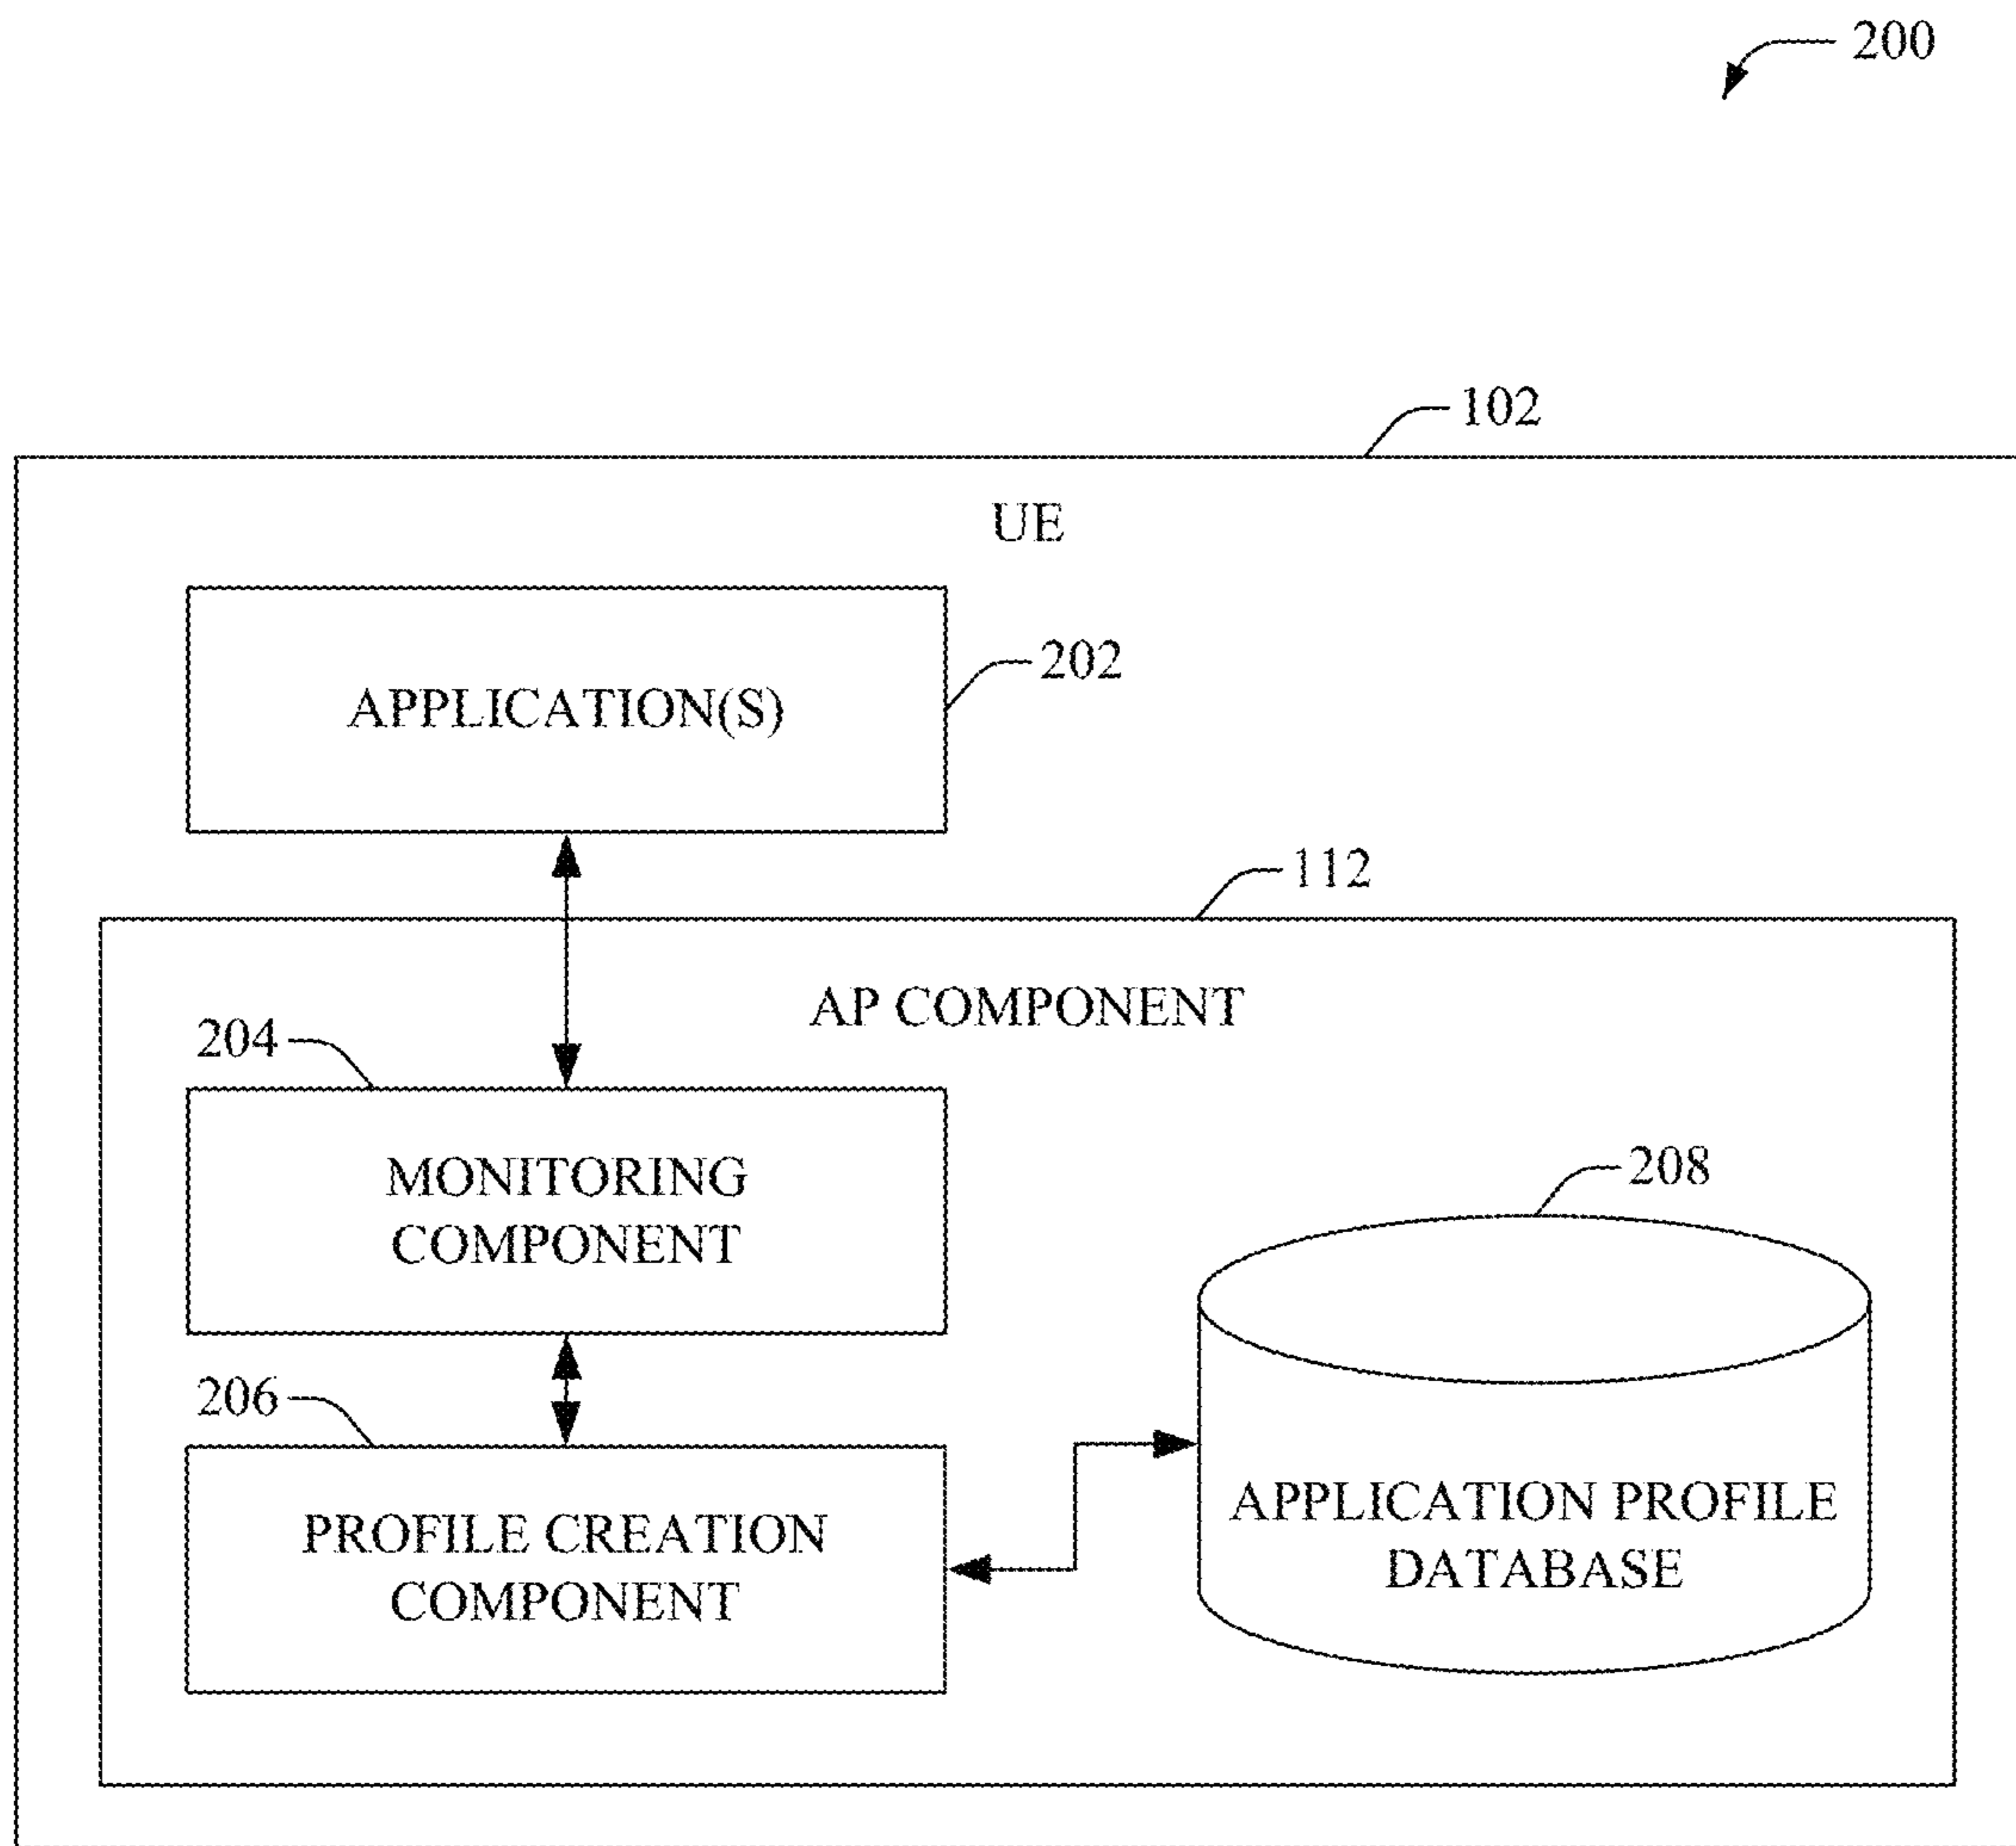 200
102
UE
APPLICATION(S)
202
112
AP COMPONENT
204
MONITORING
COMPONENT
208
206
PROFILE CREATION
COMPONENT
APPLICATION PROFILE
DATABASE